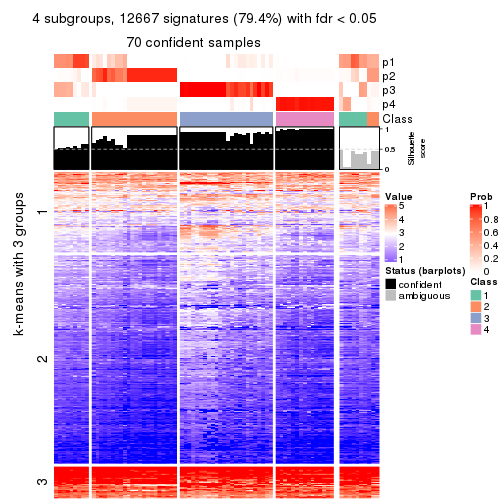 4 subgroups, 12667 signatures (79.4%) with fdr < 0.05
70 confident samples
p1
p2
p3
p4
Class
1
0.5
0
Silhouette
score
k-means with 3 groups
1
2
3
Value
5
4
3
2
1
Status (barplots)
confident
ambiguous
Prob
1
0.8
0.6
0.4
0.2
0
Class
1
2
3
4